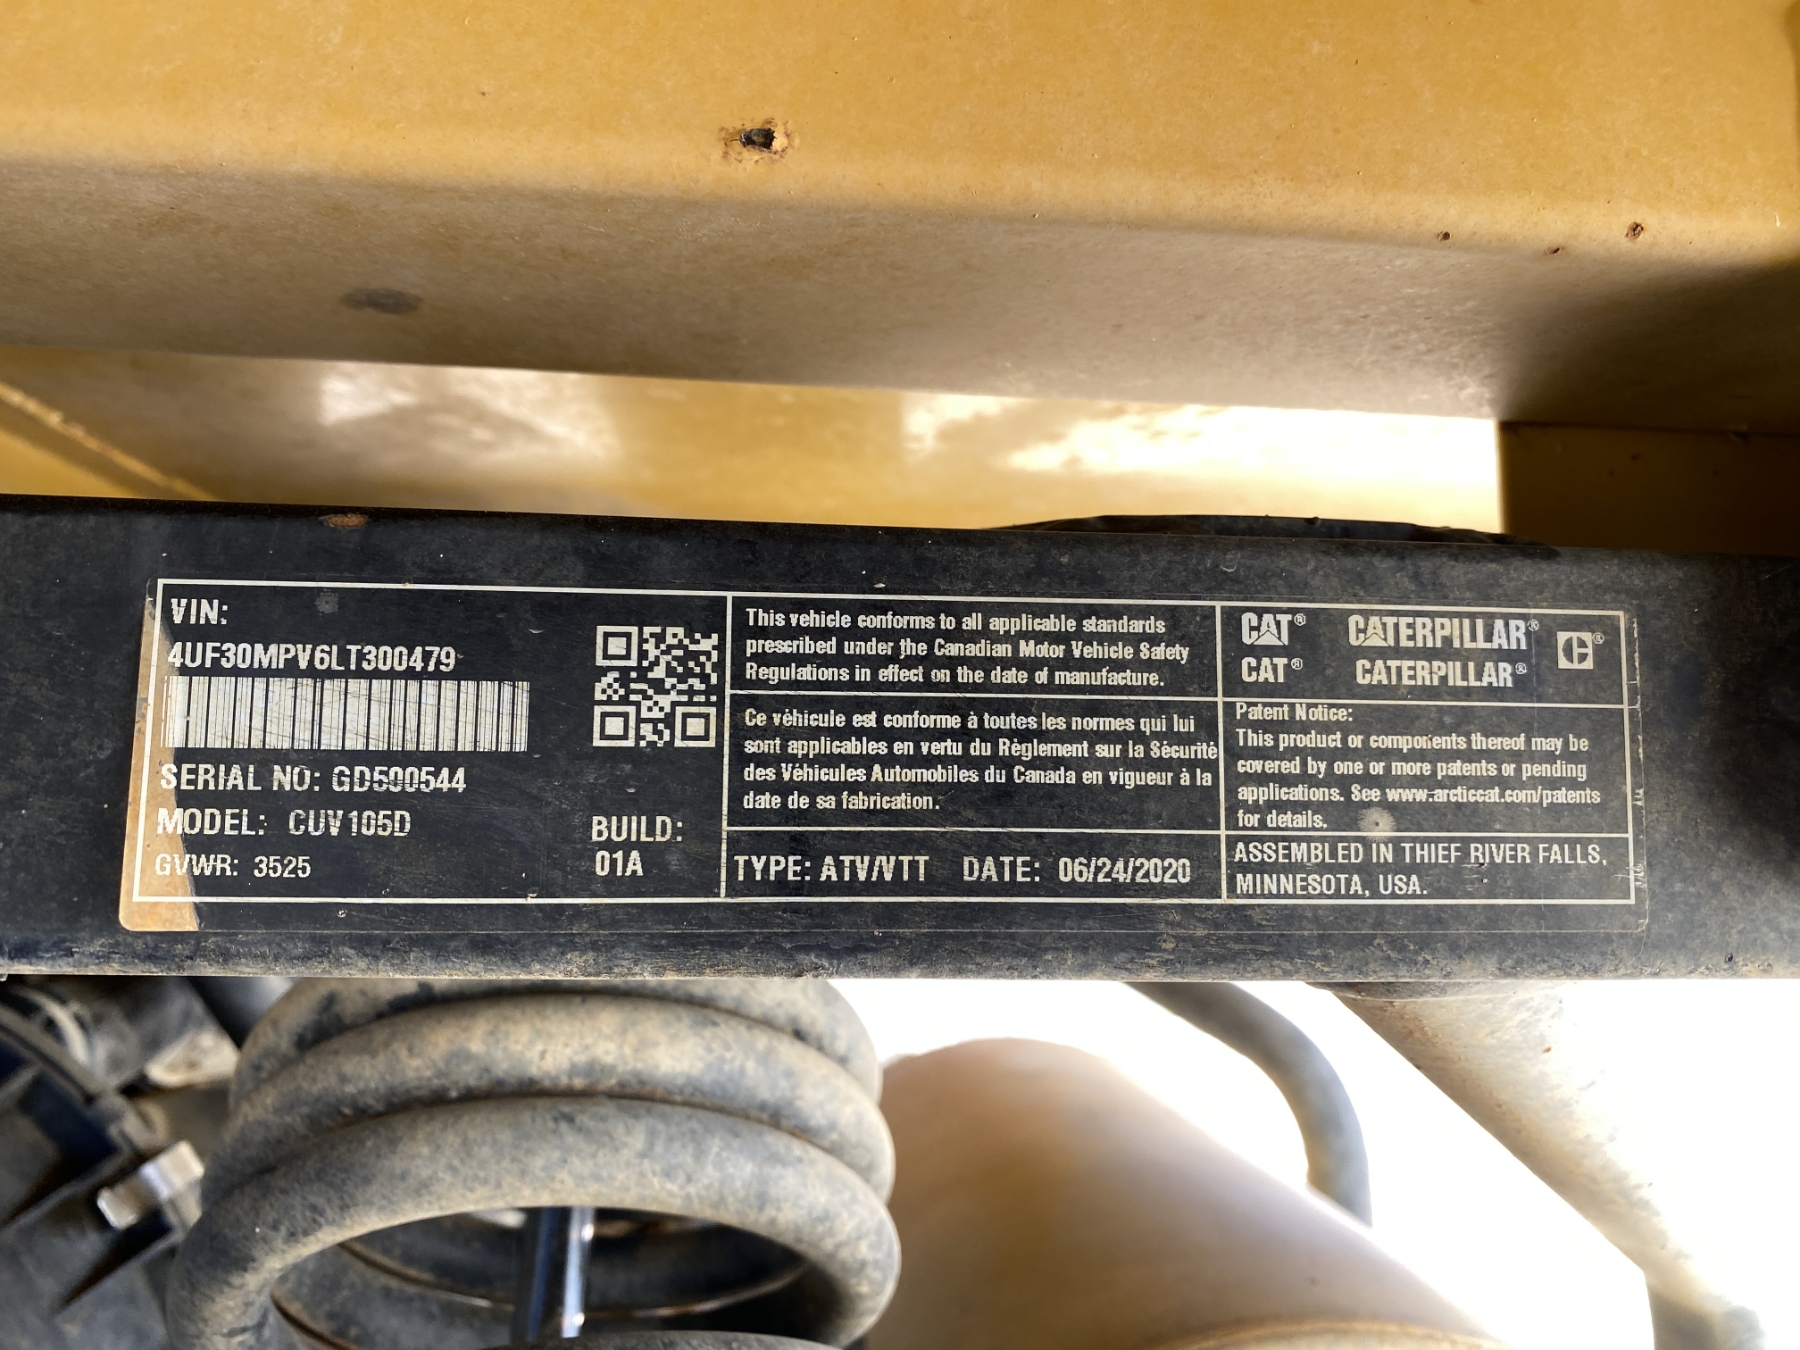 VIN:
4UF30MPV6LT300479
SERIAL NO: GD500544
MODEL: CUV105D
GVWR: 3525
BUILD:
01A
This vehicle conforms to all applicable standards
prescribed under the Canadian Motor Vehicle Safety
Regulations in effect on the date of manufacture.
Ce véhicule est conforme à toutes les normes qui lui
sont applicables en vertu du Règlement sur la Sécurité
des Véhicules Automobiles du Canada en vigueur à la
date de sa fabrication.
TYPE: ATV/VTT DATE: 06/24/2020
CAT® CATERPILLAR® C®
CAT® CATERPILLAR®
Patent Notice:
This product or components thereof may be
covered by one or more patents or pending
applications. See www.arcticcat.com/patents
for details.
ASSEMBLED IN THIEF RIVER FALLS,
MINNESOTA, USA.